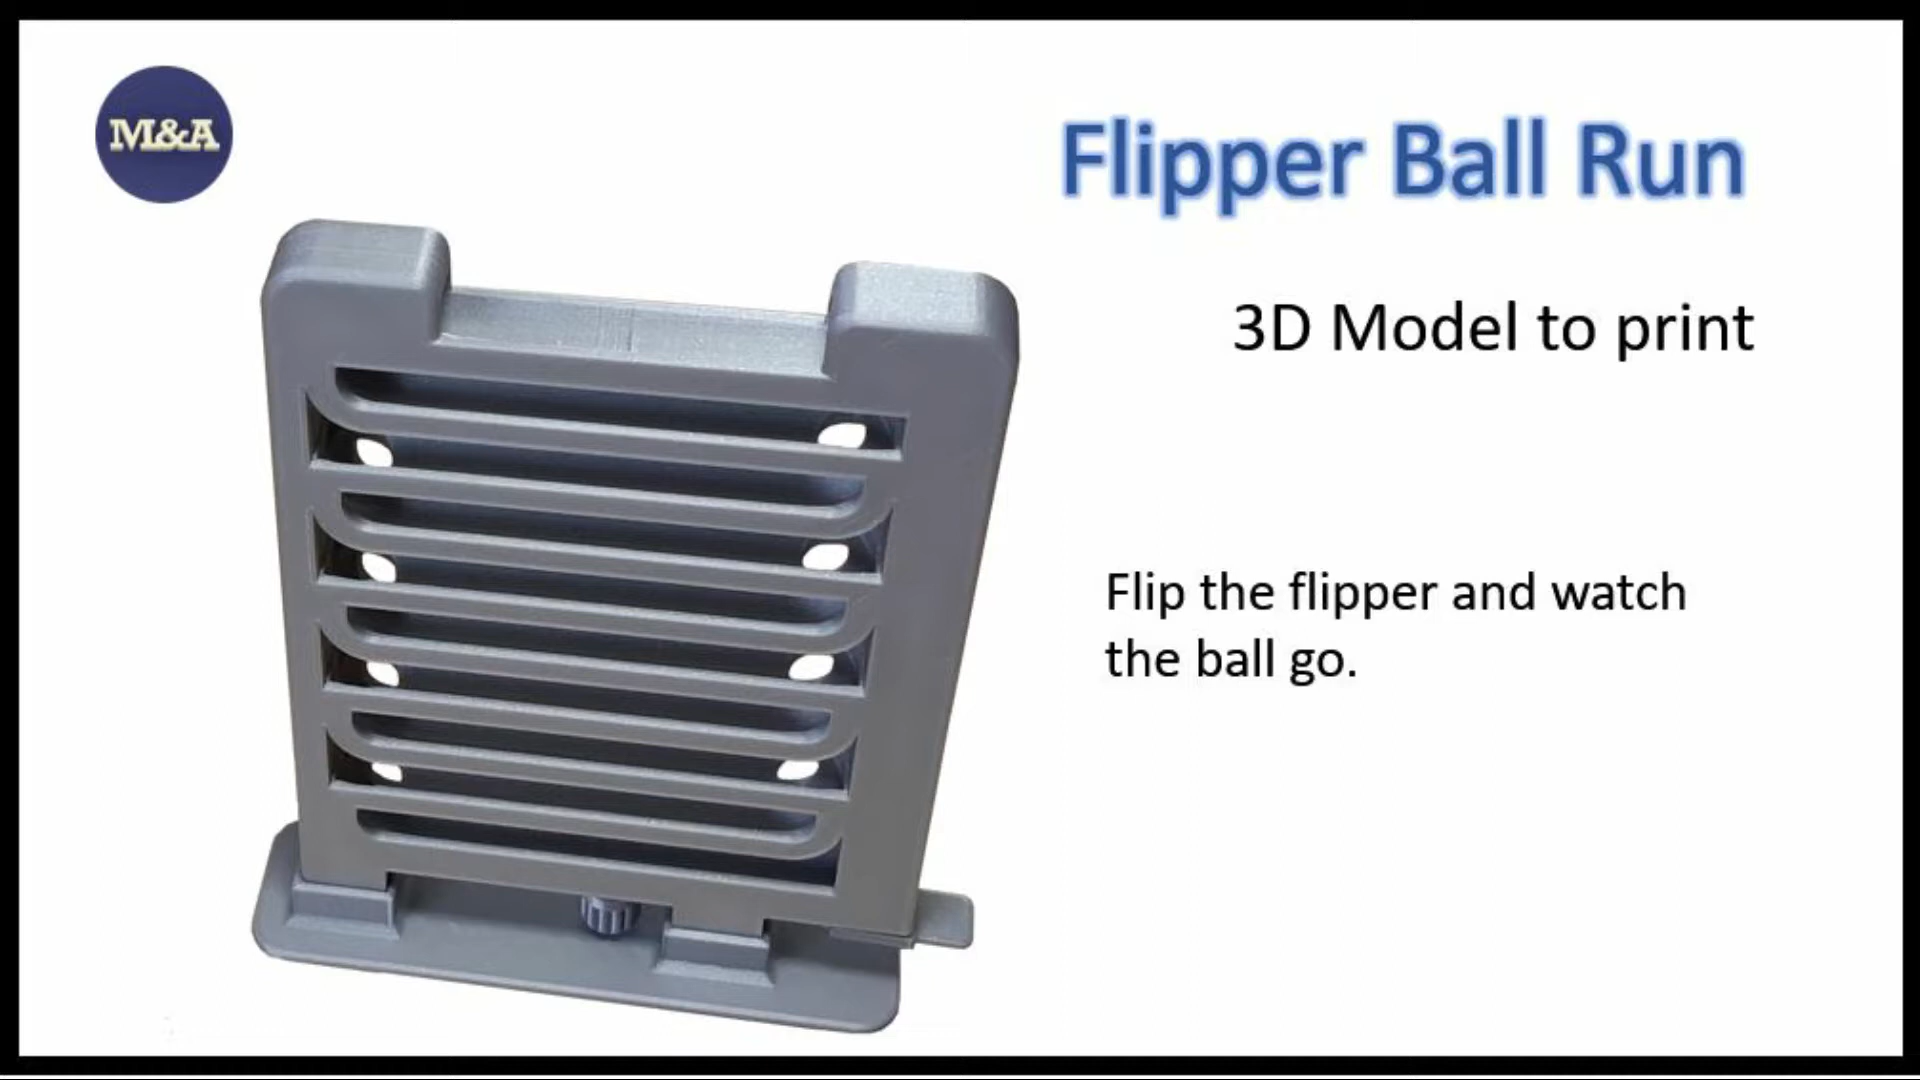 M&A
Flipper Ball Run
3D Model to print
Flip the flipper and watch
the ball go.